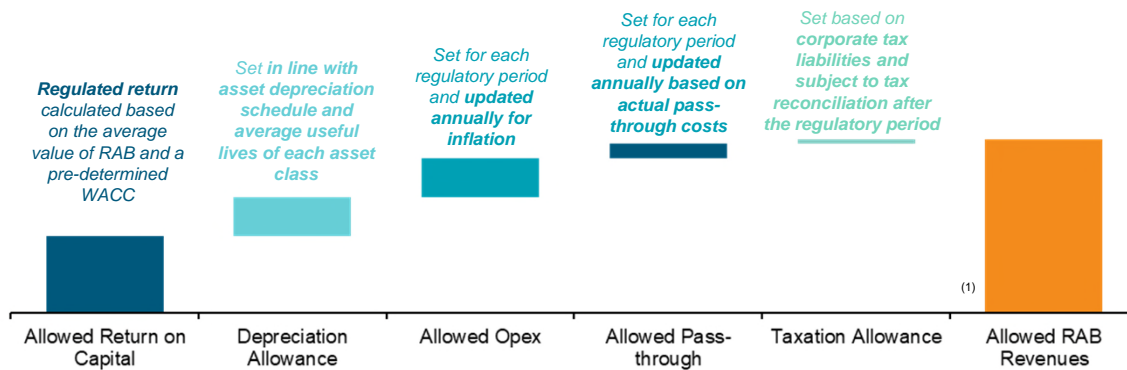 Regulated return
calculated based
on the average
value of RAB and a
pre-determined
WACC
Set in line with
asset depreciation
schedule and
average useful
lives of each asset
class
Set for each
regulatory period
and updated
annually for
inflation
Set for each
regulatory period
and updated
annually based on
actual pass-
through costs
Set based on
corporate tax
liabilities and
subject to tax
reconciliation after
the regulatory period
(1)
Allowed Return on
Capital
Depreciation
Allowance
Allowed Opex
Allowed Pass-
through
Taxation Allowance
Allowed RAB
Revenues